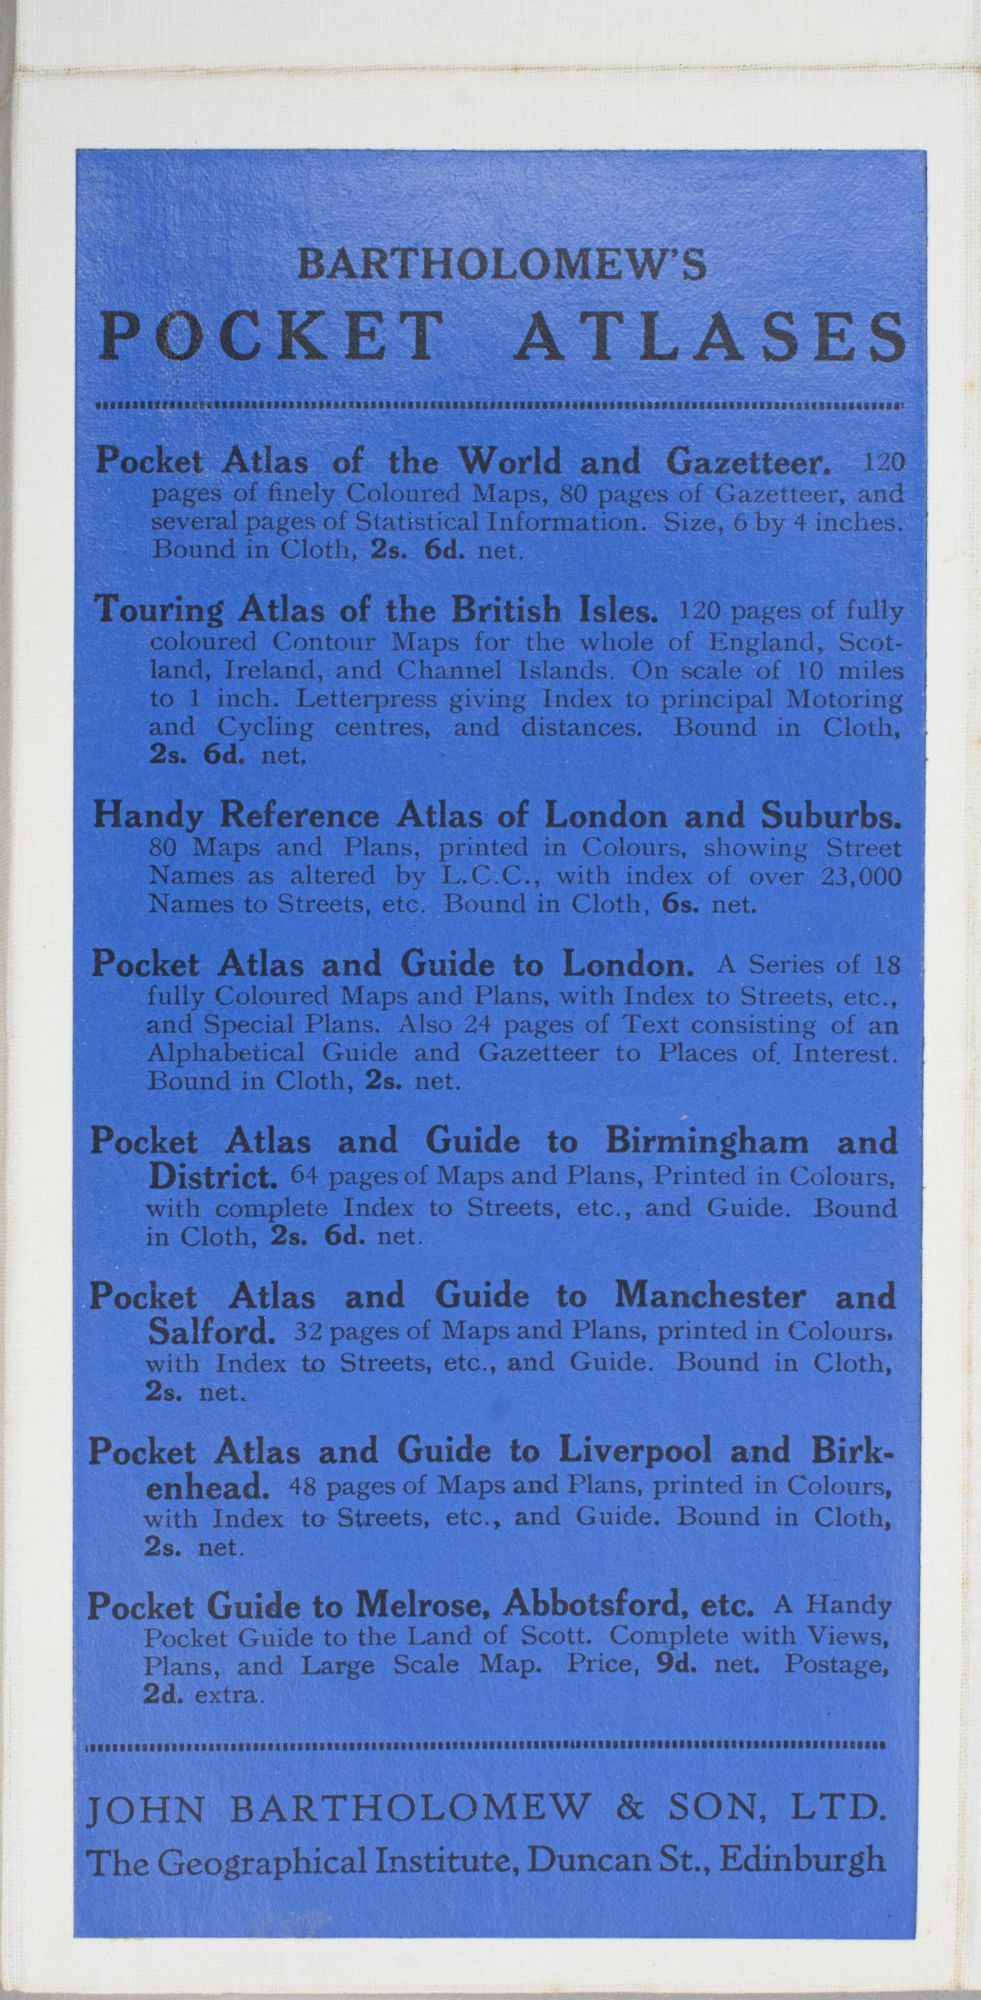 BARTHOLOMEW'S
POCKET ATLASES
Pocket Atlas of the World and Gazetteer. 120
pages of finely Coloured Maps, 80 pages of Gazetteer, and
several pages of Statistical Information. Size, 6 by 4 inches.
Bound in Cloth, 2s. 6d. net.
Touring Atlas of the British Isles. 120 pages of fully
coloured Contour Maps for the whole of England, Scot-
land, Ireland, and Channel Islands. On scale of 10 miles
to 1 inch. Letterpress giving Index to principal Motoring
and Cycling centres, and distances. Bound in Cloth,
2s. 6d. net.
Handy Reference Atlas of London and Suburbs.
80 Maps and Plans, printed in Colours, showing Street
Names as altered by L.C.C., with index of over 23,000
Names to Streets, etc. Bound in Cloth, 6s. net.
Pocket Atlas and Guide to London. A Series of 18
fully Coloured Maps and Plans, with Index to Streets, etc.,
and Special Plans. Also 24 pages of Text consisting of an
Alphabetical Guide and Gazetteer to Places of Interest.
Bound in Cloth, 2s. net.
Pocket Atlas and Guide to Birmingham and
District. 64 pages of Maps and Plans, Printed in Colours,
with complete Index to Streets, etc., and Guide. Bound
in Cloth, 2s. 6d. net.
Pocket Atlas and Guide to Manchester and
Salford. 32 pages of Maps and Plans, printed in Colours,
with Index to Streets, etc., and Guide. Bound in Cloth,
2s. net.
Pocket Atlas and Guide to Liverpool and Birk-
enhead. 48 pages of Maps and Plans, printed in Colours,
with Index to Streets, etc., and Guide. Bound in Cloth,
2s. net.
Pocket Guide to Melrose, Abbotsford, etc. A Handy
Pocket Guide to the Land of Scott. Complete with Views,
Plans, and Large Scale Map. Price, 9d. net. Postage,
2d. extra.
JOHN BARTHOLOMEW & SON, LTD.
The Geographical Institute, Duncan St., Edinburgh